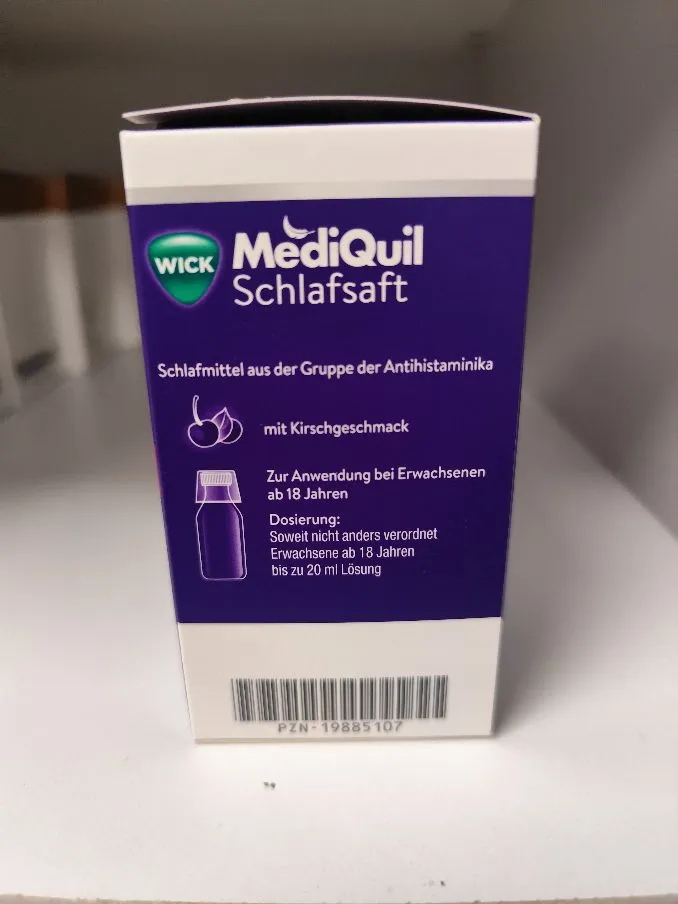 WICK
MediQuil
Schlafsaft
Schlafmittel aus der Gruppe der Antihistaminika
mit Kirschgeschmack
Zur Anwendung bei Erwachsenen
ab 18 Jahren
Dosierung:
Soweit nicht anders verordnet
Erwachsene ab 18 Jahren
bis zu 20 ml Lösung
PZN-19885107